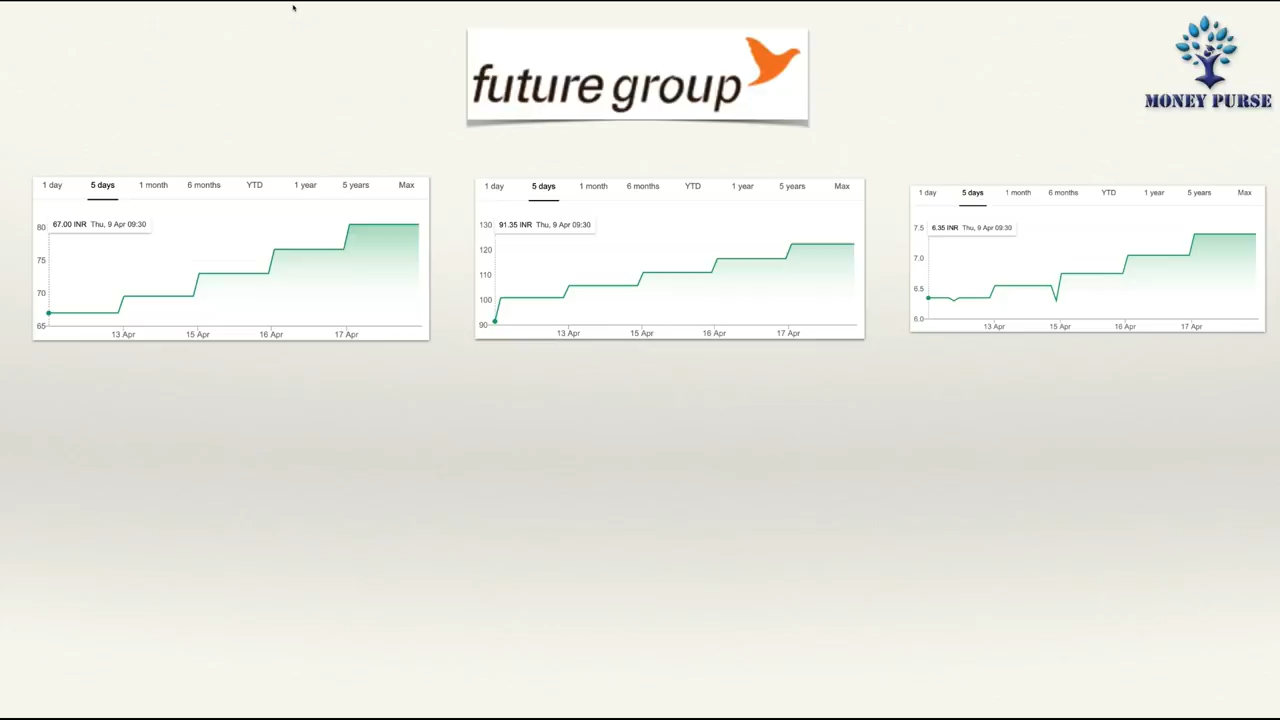 future group
MONEY PURSE
1 day 5 days 1 month 6 months YTD 1 year 5 years Max
67.00 INR Thu, 9 Apr 09:30
80
75
70
65
13 Apr 15 Apr 16 Apr 17 Apr
1 day 5 days 1 month 6 months YTD 1 year 5 years Max
91.35 INR Thu, 9 Apr 09:30
130
120
110
100
90
13 Apr 15 Apr 16 Apr 17 Apr
1 day 5 days 1 month 6 months YTD 1 year 5 years Max
6.35 INR Thu, 9 Apr 09:30
7.5
7.0
6.5
6.0
13 Apr 15 Apr 16 Apr 17 Apr